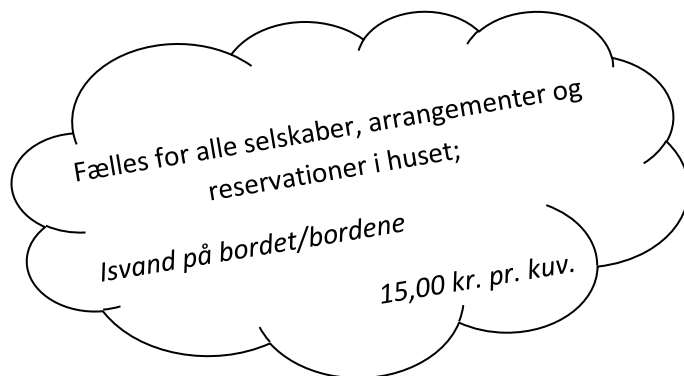 Fælles for alle selskaber, arrangementer og
reservationer i huset;
Isvand på bordet/bordene
15,00 kr. pr. kuv.